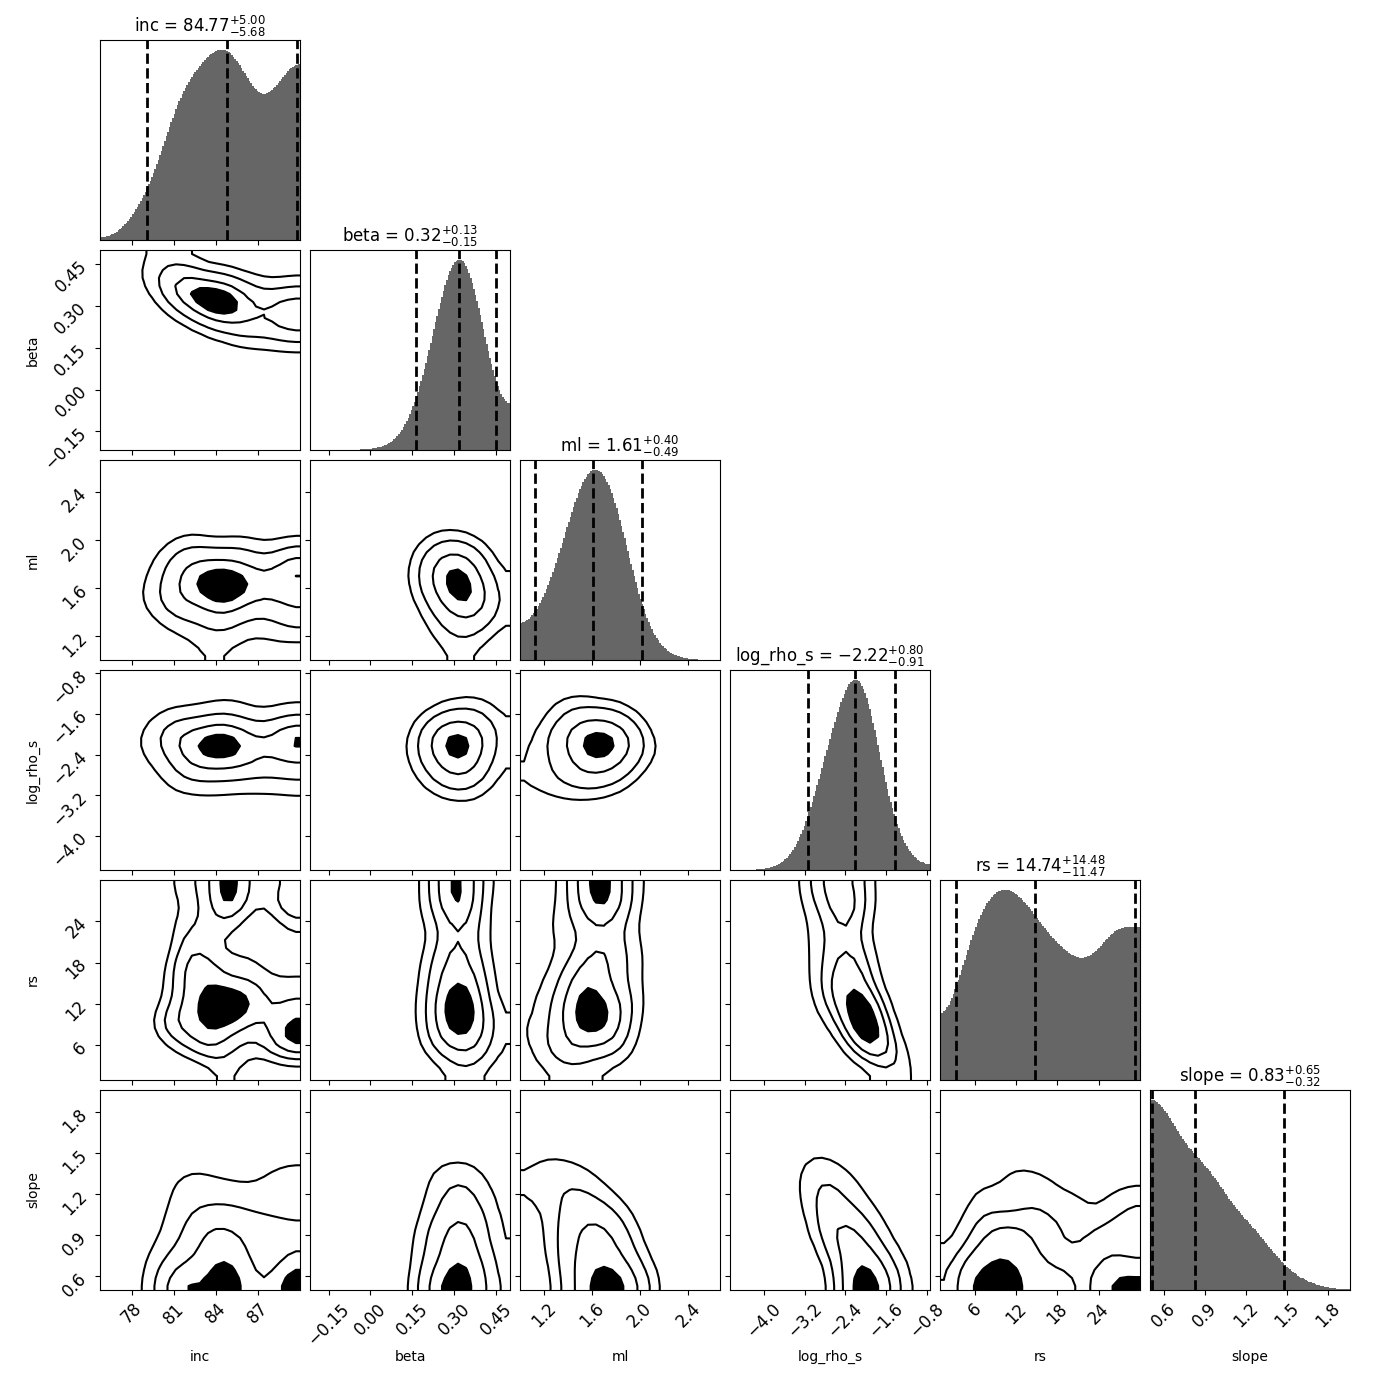 inc = 84.77+5.00−5.68
beta = 0.32+0.13−0.15
0.45
0.30
0.15
0.00
−0.15
beta
ml = 1.61+0.40−0.49
2.4
2.0
1.6
1.2
ml
log_rho_s = −2.22+0.80−0.91
−0.8
−1.6
−2.4
−3.2
−4.0
log_rho_s
rs = 14.74+14.48−11.47
24
18
12
6
rs
slope = 0.83+0.65−0.32
1.8
1.5
1.2
0.9
0.6
slope
78 81 84 87 −0.15 0.00 0.15 0.30 0.45 1.2 1.6 2.0 2.4 −4.0 −3.2 −2.4 −1.6 −0.8 6 12 18 24 0.6 0.9 1.2 1.5 1.8
inc beta ml log_rho_s rs slope